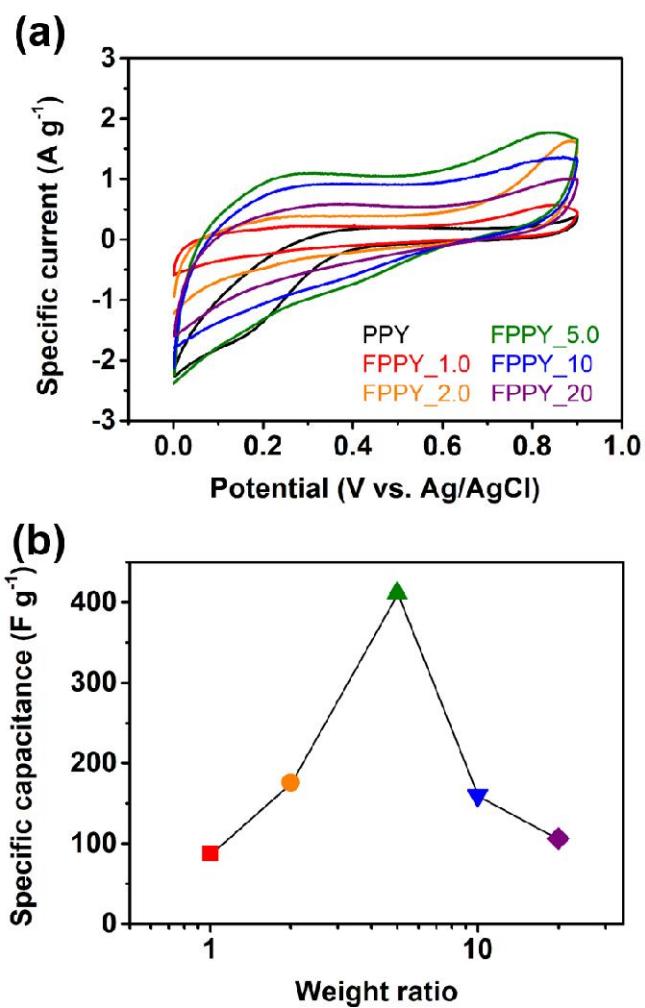 (a)
Specific current (A g⁻¹)
3
2
1
0
-1
-2
-3
PPY FPPY_5.0
FPPY_1.0 FPPY_10
FPPY_2.0 FPPY_20
0.0 0.2 0.4 0.6 0.8 1.0
Potential (V vs. Ag/AgCl)
(b)
Specific capacitance (F g⁻¹)
400
300
200
100
0
1 10
Weight ratio